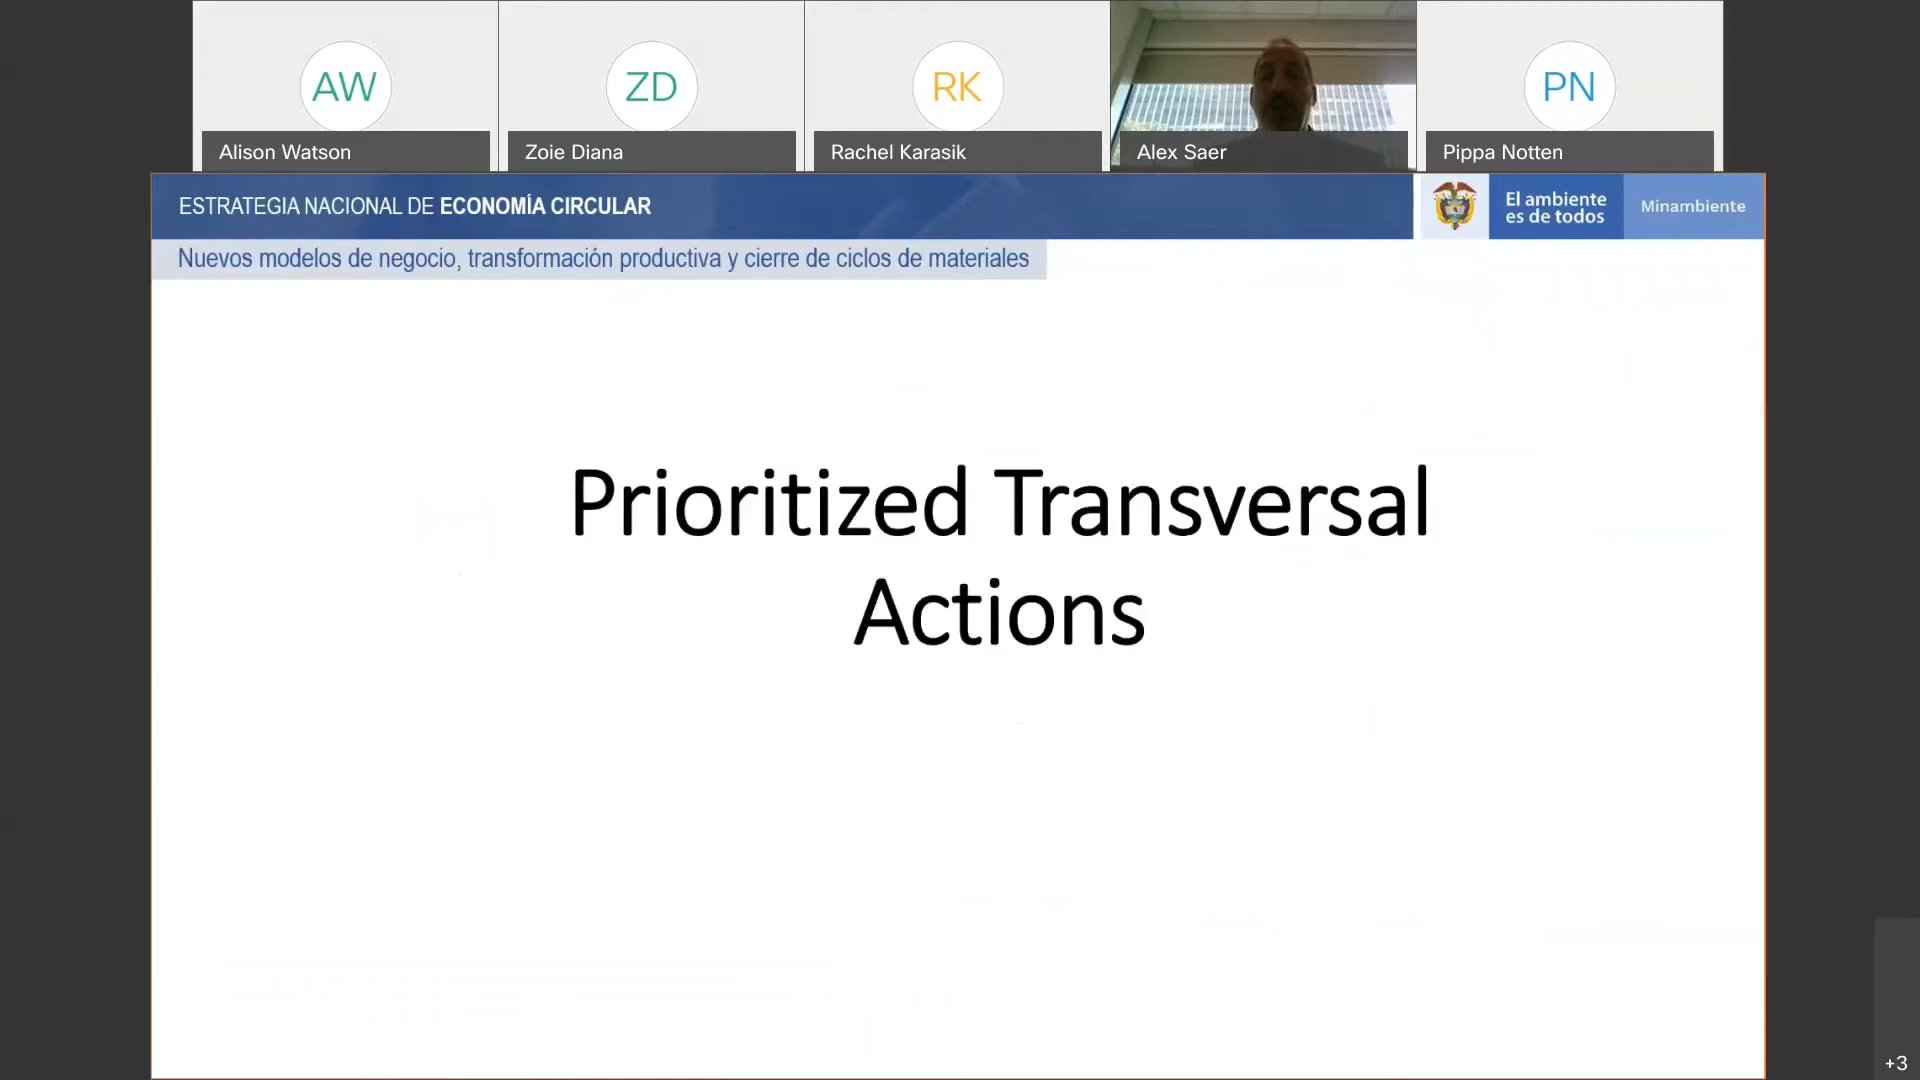 AW
ZD
RK
PN
Alison Watson
Zoie Diana
Rachel Karasik
Alex Saer
Pippa Notten
ESTRATEGIA NACIONAL DE ECONOMÍA CIRCULAR
El ambiente
es de todos
Minambiente
Nuevos modelos de negocio, transformación productiva y cierre de ciclos de materiales
Prioritized Transversal
Actions
+3